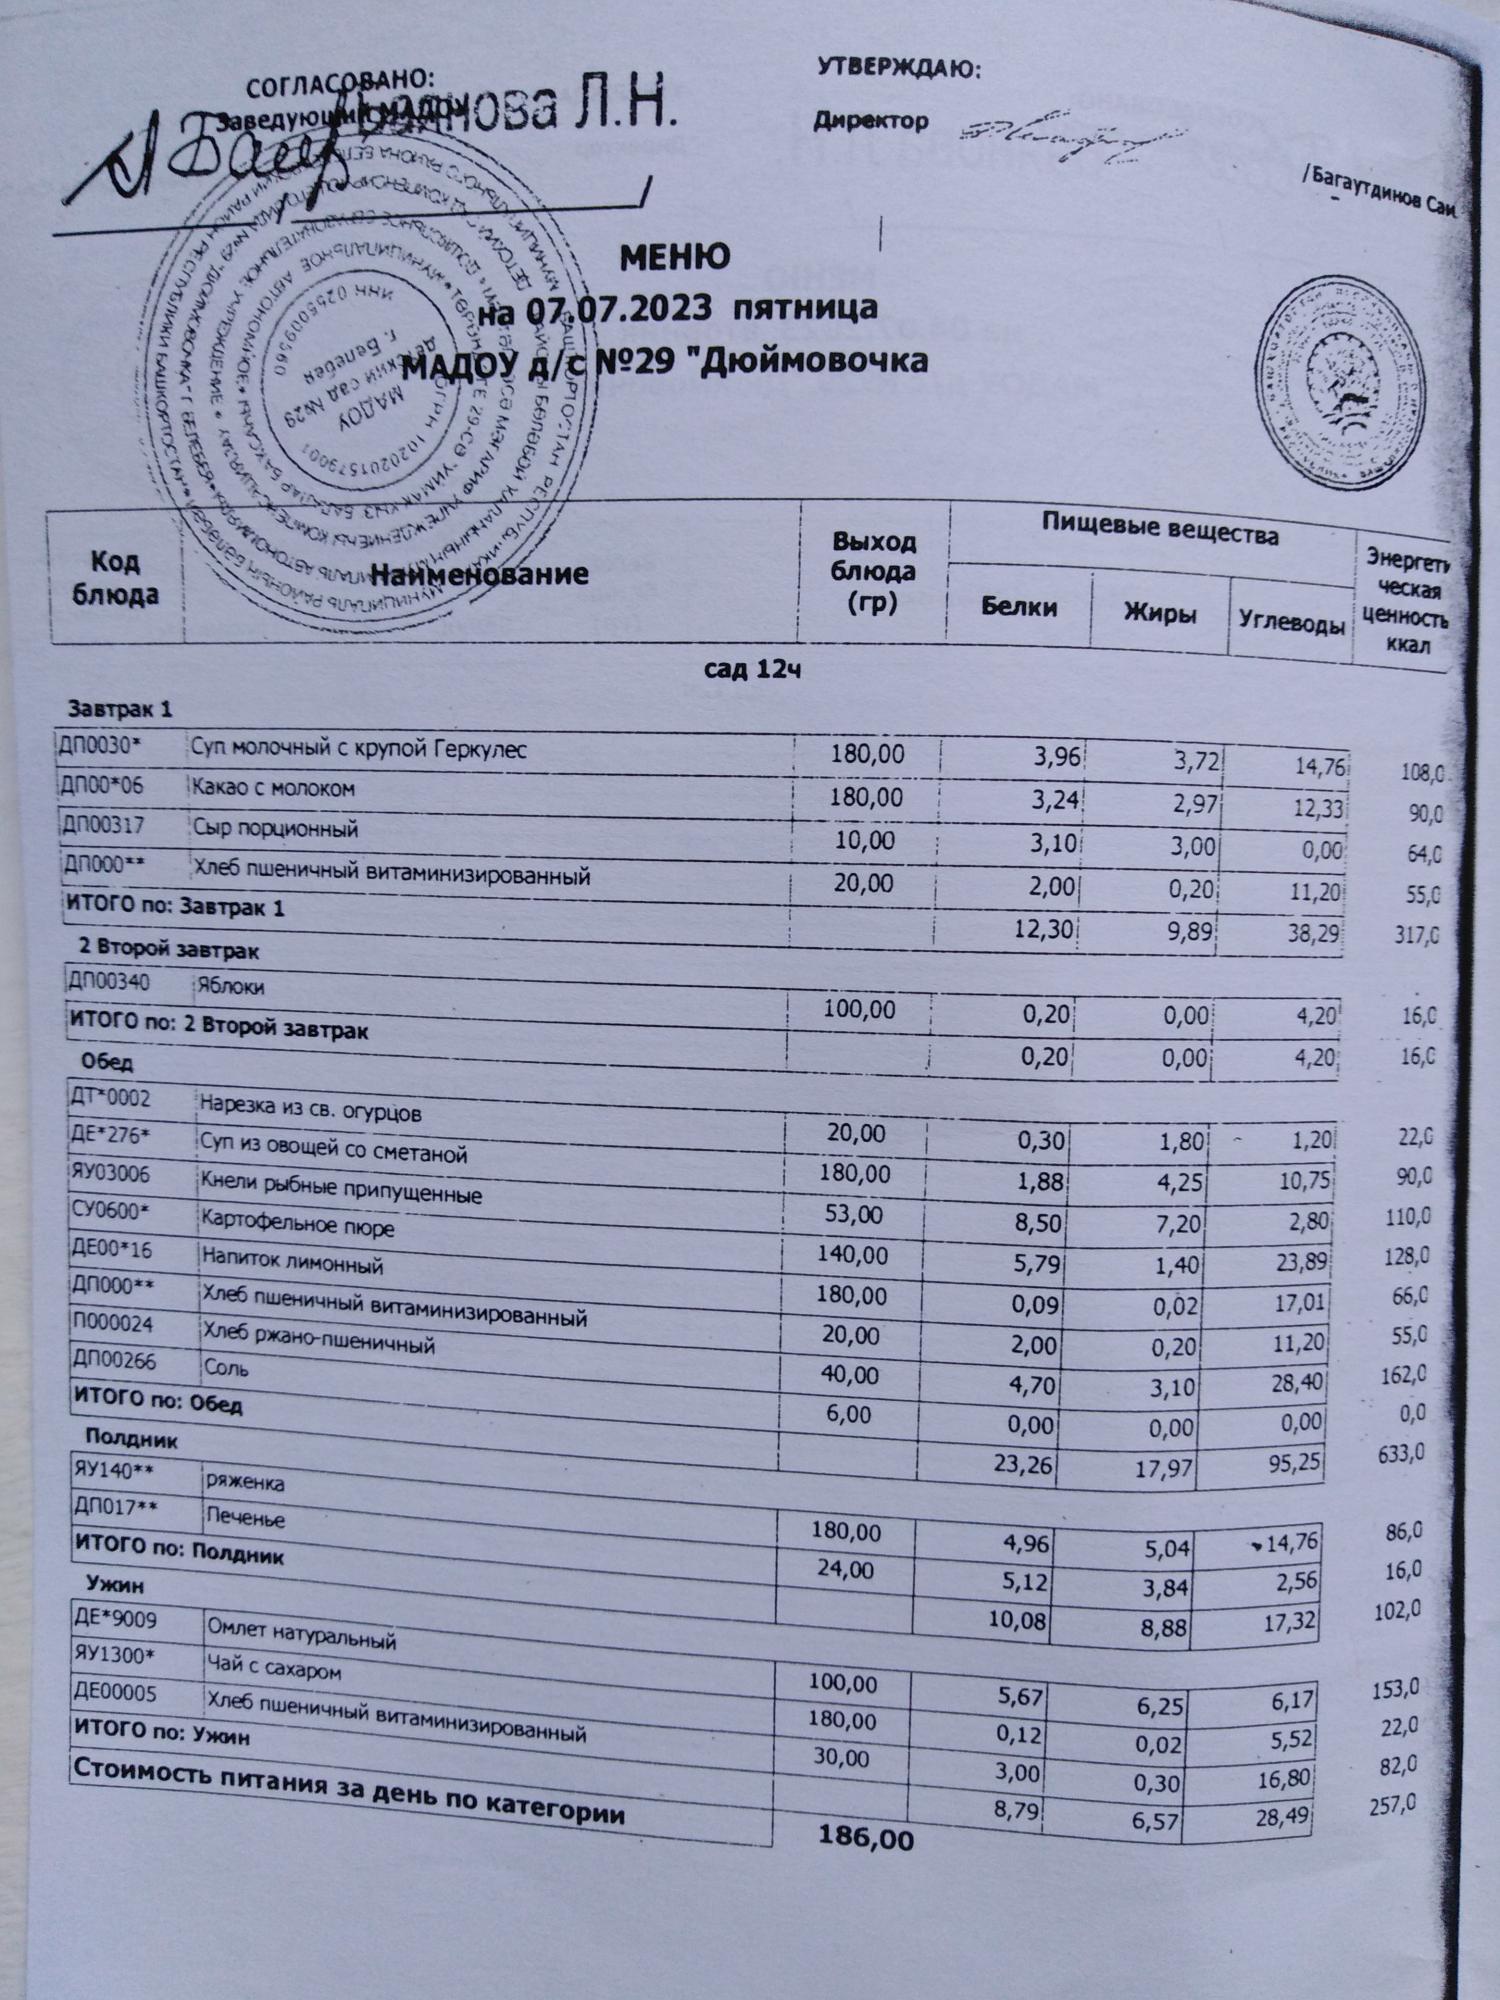 СОГЛАСОВАНО:
Заведующий МАДОУ
Л.Н.
УТВЕРЖДАЮ:
Директор
/Багаутдинов Саи
МЕНЮ
на 07.07.2023 пятница
МАДОУ д/с №29 "Дюймовочка
МАДОУ
детский сад №29
г. Белебея
ИНН 0255009560
ОГРН 1020201579001
Код блюда Наименование Выход блюда (гр) Пищевые вещества Белки Жиры Углеводы Энергети ческая ценность ккал
сад 12ч
Завтрак 1
ДП0030* Суп молочный с крупой Геркулес 180,00 3,96 3,72 14,76 108,0
ДП00*06 Какао с молоком 180,00 3,24 2,97 12,33 90,0
ДП00317 Сыр порционный 10,00 3,10 3,00 0,00 64,0
ДП000** Хлеб пшеничный витаминизированный 20,00 2,00 0,20 11,20 55,0
ИТОГО по: Завтрак 1 12,30 9,89 38,29 317,0
2 Второй завтрак
ДП00340 Яблоки 100,00 0,20 0,00 4,20 16,0
ИТОГО по: 2 Второй завтрак 0,20 0,00 4,20 16,0
Обед
ДТ*0002 Нарезка из св. огурцов 20,00 0,30 1,80 1,20 22,0
ДЕ*276* Суп из овощей со сметаной 180,00 1,88 4,25 10,75 90,0
ЯУ03006 Кнели рыбные припущенные 53,00 8,50 7,20 2,80 110,0
СУ0600* Картофельное пюре 140,00 5,79 1,40 23,89 128,0
ДЕ00*16 Напиток лимонный 180,00 0,09 0,02 17,01 66,0
ДП000** Хлеб пшеничный витаминизированный 20,00 2,00 0,20 11,20 55,0
П000024 Хлеб ржано-пшеничный 40,00 4,70 3,10 28,40 162,0
ДП00266 Соль 6,00 0,00 0,00 0,00 0,0
ИТОГО по: Обед 23,26 17,97 95,25 633,0
Полдник
ЯУ140** ряженка 180,00 4,96 5,04 14,76 86,0
ДП017** Печенье 24,00 5,12 3,84 2,56 16,0
ИТОГО по: Полдник 10,08 8,88 17,32 102,0
Ужин
ДЕ*9009 Омлет натуральный 100,00 5,67 6,25 6,17 153,0
ЯУ1300* Чай с сахаром 180,00 0,12 0,02 5,52 22,0
ДЕ00005 Хлеб пшеничный витаминизированный 30,00 3,00 0,30 16,80 82,0
ИТОГО по: Ужин 8,79 6,57 28,49 257,0
Стоимость питания за день по категории 186,00